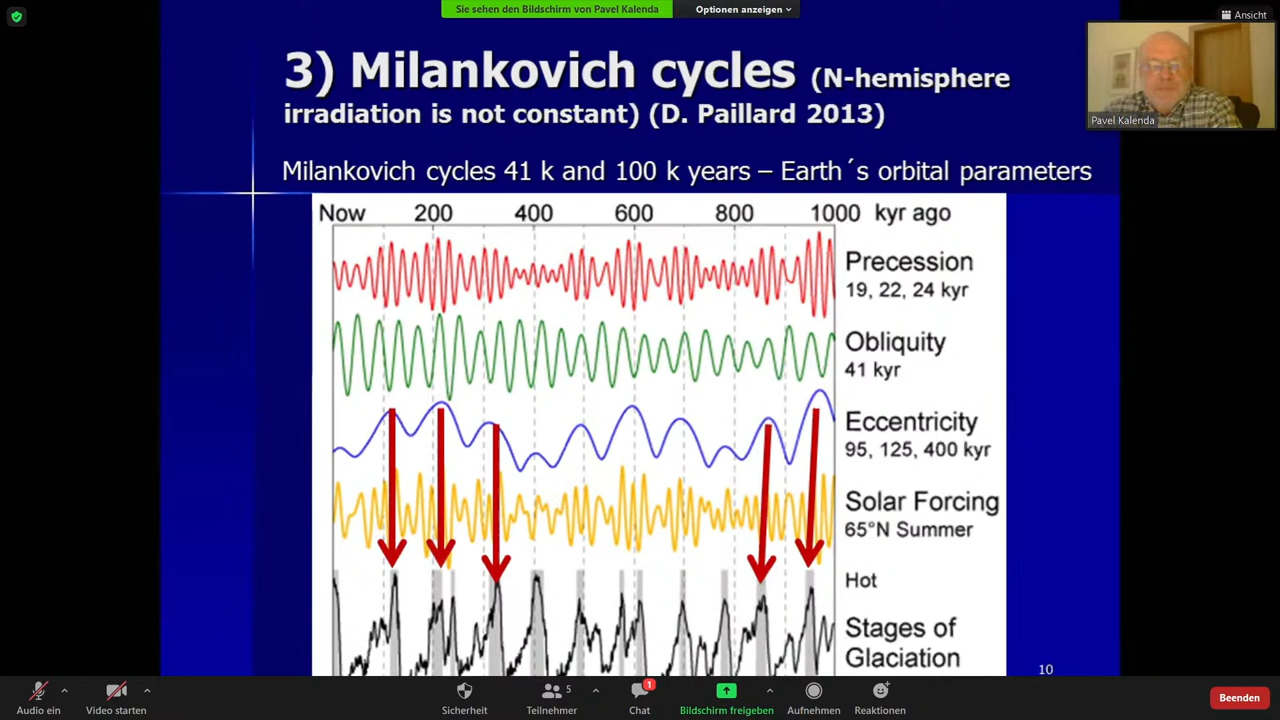 Sie sehen den Bildschirm von Pavel Kalenda
Optionen anzeigen
Ansicht
3) Milankovich cycles (N-hemisphere
irradiation is not constant) (D. Paillard 2013)
Pavel Kalenda
Milankovich cycles 41 k and 100 k years – Earth´s orbital parameters
Now 200 400 600 800 1000 kyr ago
Precession
19, 22, 24 kyr
Obliquity
41 kyr
Eccentricity
95, 125, 400 kyr
Solar Forcing
65°N Summer
Hot
Stages of
Glaciation
10
Audio ein
Video starten
Sicherheit
5
Teilnehmer
1
Chat
Bildschirm freigeben
Aufnehmen
Reaktionen
Beenden